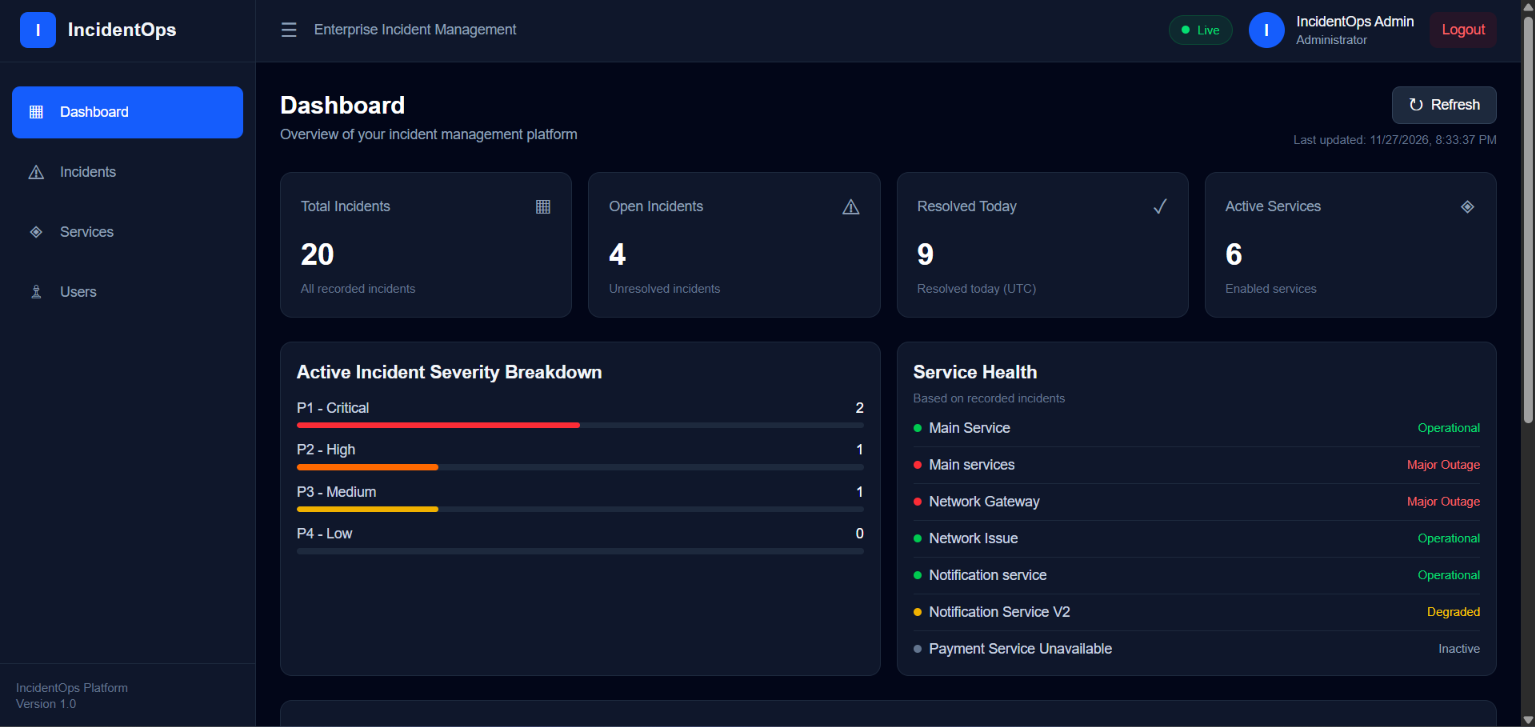 I IncidentOps
Enterprise Incident Management
Live
I
IncidentOps Admin
Administrator
Logout
Dashboard
Incidents
Services
Users
IncidentOps Platform
Version 1.0
Dashboard
Overview of your incident management platform
Refresh
Last updated: 11/27/2026, 8:33:37 PM
Total Incidents
20
All recorded incidents
Open Incidents
4
Unresolved incidents
Resolved Today
9
Resolved today (UTC)
Active Services
6
Enabled services
Active Incident Severity Breakdown
P1 - Critical 2
P2 - High 1
P3 - Medium 1
P4 - Low 0
Service Health
Based on recorded incidents
Main Service Operational
Main services Major Outage
Network Gateway Major Outage
Network Issue Operational
Notification service Operational
Notification Service V2 Degraded
Payment Service Unavailable Inactive